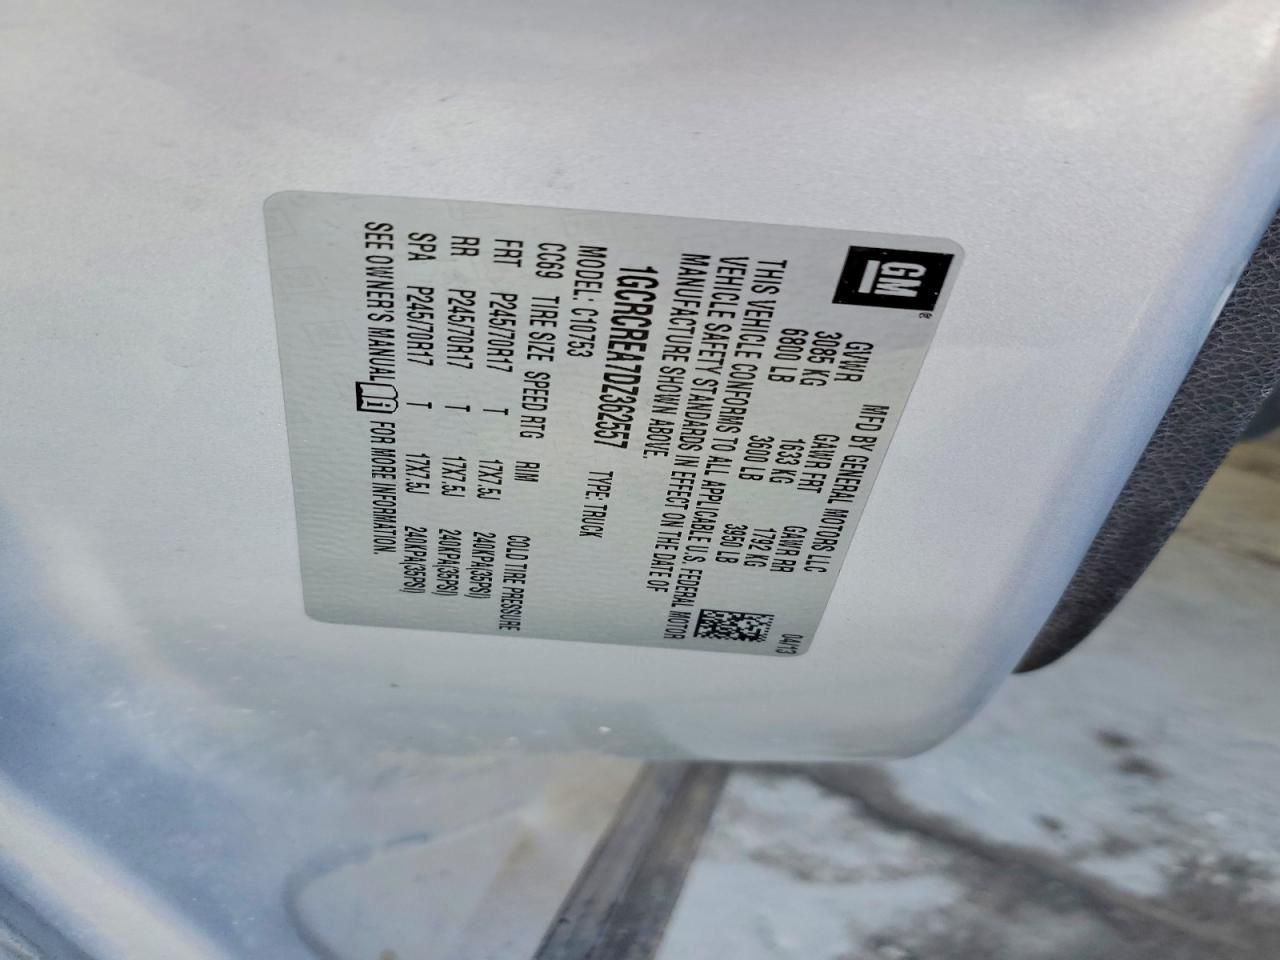 GM®
MFD BY GENERAL MOTORS LLC 04/13
GVWR GAWR FRT GAWR RR
3085 KG 1633 KG 1792 KG
6800 LB 3600 LB 3950 LB
THIS VEHICLE CONFORMS TO ALL APPLICABLE U.S. FEDERAL MOTOR
VEHICLE SAFETY STANDARDS IN EFFECT ON THE DATE OF
MANUFACTURE SHOWN ABOVE.
1GCRCREA7DZ362557 TYPE: TRUCK
MODEL: C10753
CC69 TIRE SIZE SPEED RTG RIM COLD TIRE PRESSURE
FRT P245/70R17 T 17X7.5J 240KPA(35PSI)
RR P245/70R17 T 17X7.5J 240KPA(35PSI)
SPA P245/70R17 T 17X7.5J 240KPA(35PSI)
SEE OWNER'S MANUAL FOR MORE INFORMATION.